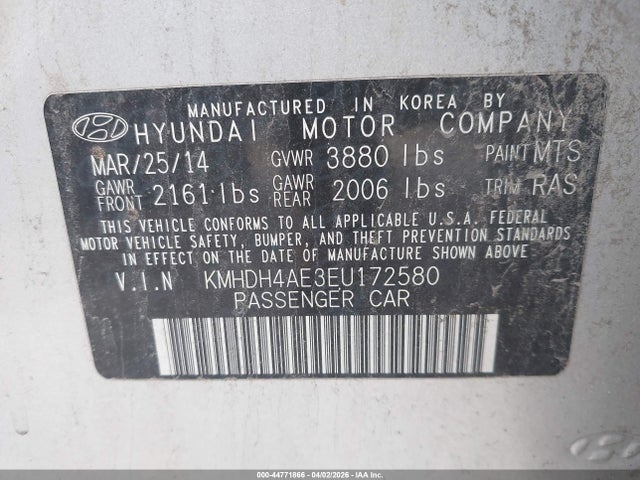 MANUFACTURED IN KOREA BY
HYUNDAI MOTOR COMPANY
MAR/25/14 GVWR 3880 lbs PAINT MTS
GAWR FRONT 2161 lbs GAWR REAR 2006 lbs TRIM RAS
THIS VEHICLE CONFORMS TO ALL APPLICABLE U.S.A. FEDERAL
MOTOR VEHICLE SAFETY, BUMPER, AND THEFT PREVENTION STANDARDS
IN EFFECT ON THE DATE OF MANUFACTURE SHOWN ABOVE
V.I.N KMHDH4AE3EU172580
PASSENGER CAR
000-44771866 - 04/02/2026 - IAA, INC.